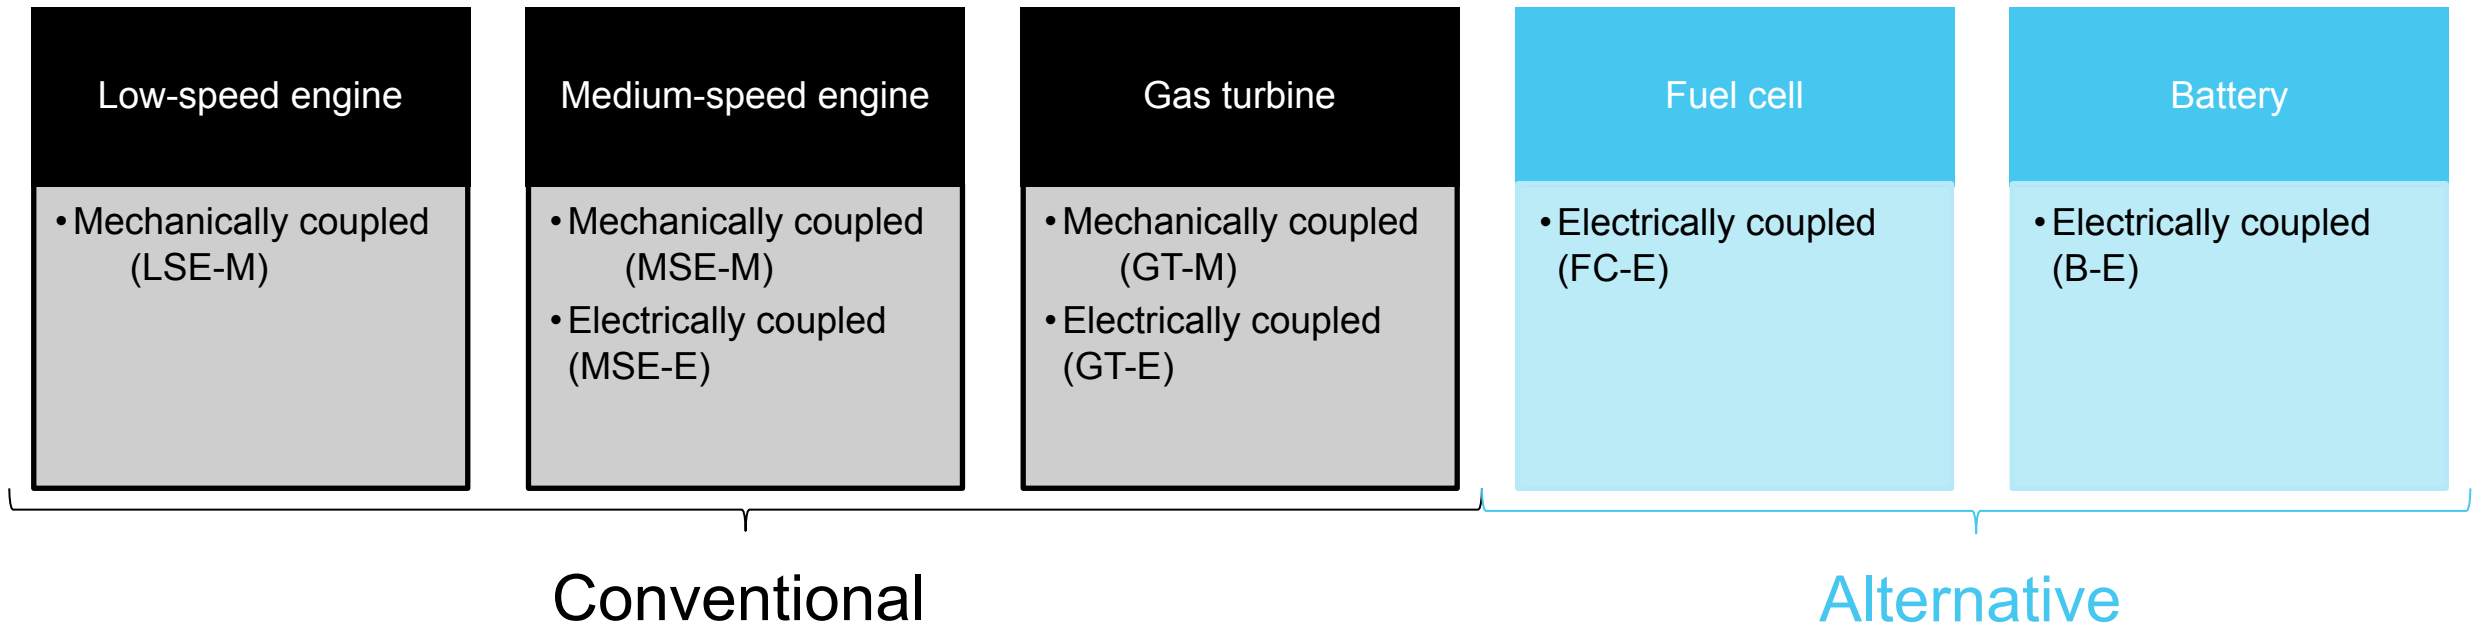 Low-speed engine
• Mechanically coupled
(LSE-M)
Medium-speed engine
• Mechanically coupled
(MSE-M)
• Electrically coupled
(MSE-E)
Gas turbine
• Mechanically coupled
(GT-M)
• Electrically coupled
(GT-E)
Fuel cell
• Electrically coupled
(FC-E)
Battery
• Electrically coupled
(B-E)
Conventional
Alternative